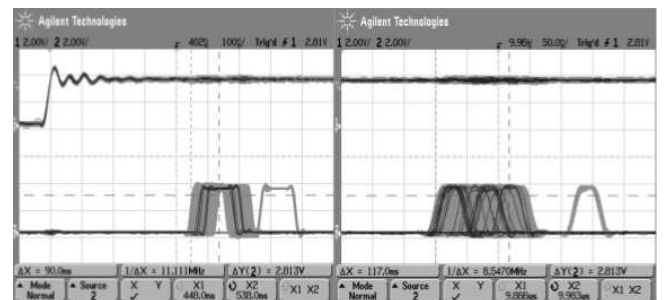 Agilent Technologies
1 2.00V/ 2 2.00V/ 402▯ 100▯/ Trig'd 1 2.81V
ΔX = 90.0ns 1/ΔX = 11.111MHz ΔY(2) = 2.813V
Mode Normal Source 2 X Y X1 448.0ns X2 538.0ns X1 X2
Agilent Technologies
1 2.00V/ 2 2.00V/ 9.96▯ 50.0▯/ Trig'd 1 2.81V
ΔX = 117.0ns 1/ΔX = 8.5470MHz ΔY(2) = 2.813V
Mode Normal Source 2 X Y X1 9.866us X2 9.983us X1 X2